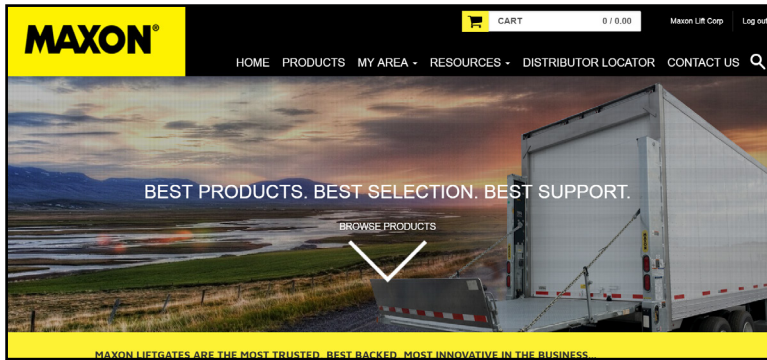 MAXON®
CART 0 / 0.00
Maxon Lift Corp Log out
HOME PRODUCTS MY AREA RESOURCES DISTRIBUTOR LOCATOR CONTACT US
BEST PRODUCTS. BEST SELECTION. BEST SUPPORT.
BROWSE PRODUCTS
MAXON LIFTGATES ARE THE MOST TRUSTED, BEST BACKED, MOST INNOVATIVE IN THE BUSINESS...